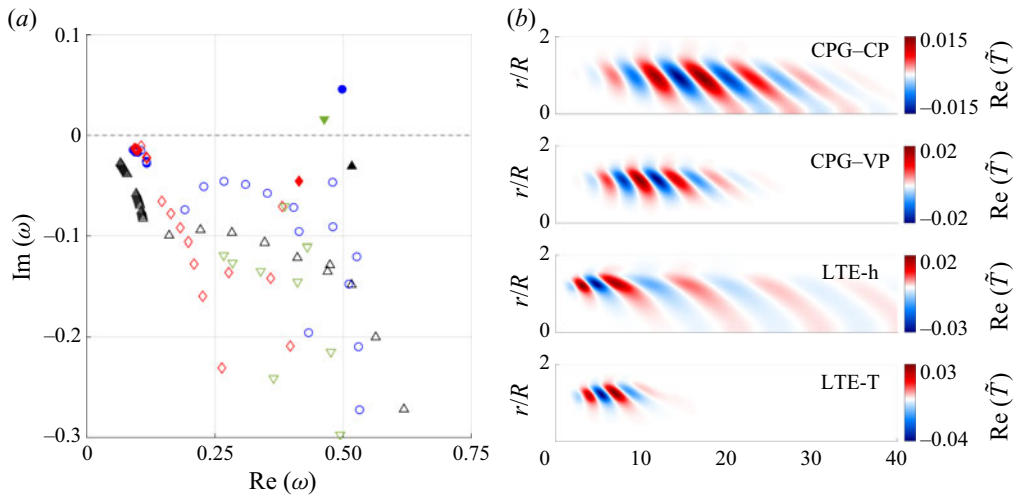 (a)
0.1
0
–0.1
–0.2
–0.3
Im (ω)
0
0.25
0.50
0.75
Re (ω)
(b)
2
r/R
0
CPG–CP
0.015
–0.015
Re (T̃)
2
r/R
0
CPG–VP
0.02
–0.02
Re (T̃)
2
r/R
0
LTE-h
0.02
–0.03
Re (T̃)
2
r/R
LTE-T
0.03
–0.04
Re (T̃)
0
10
20
30
40